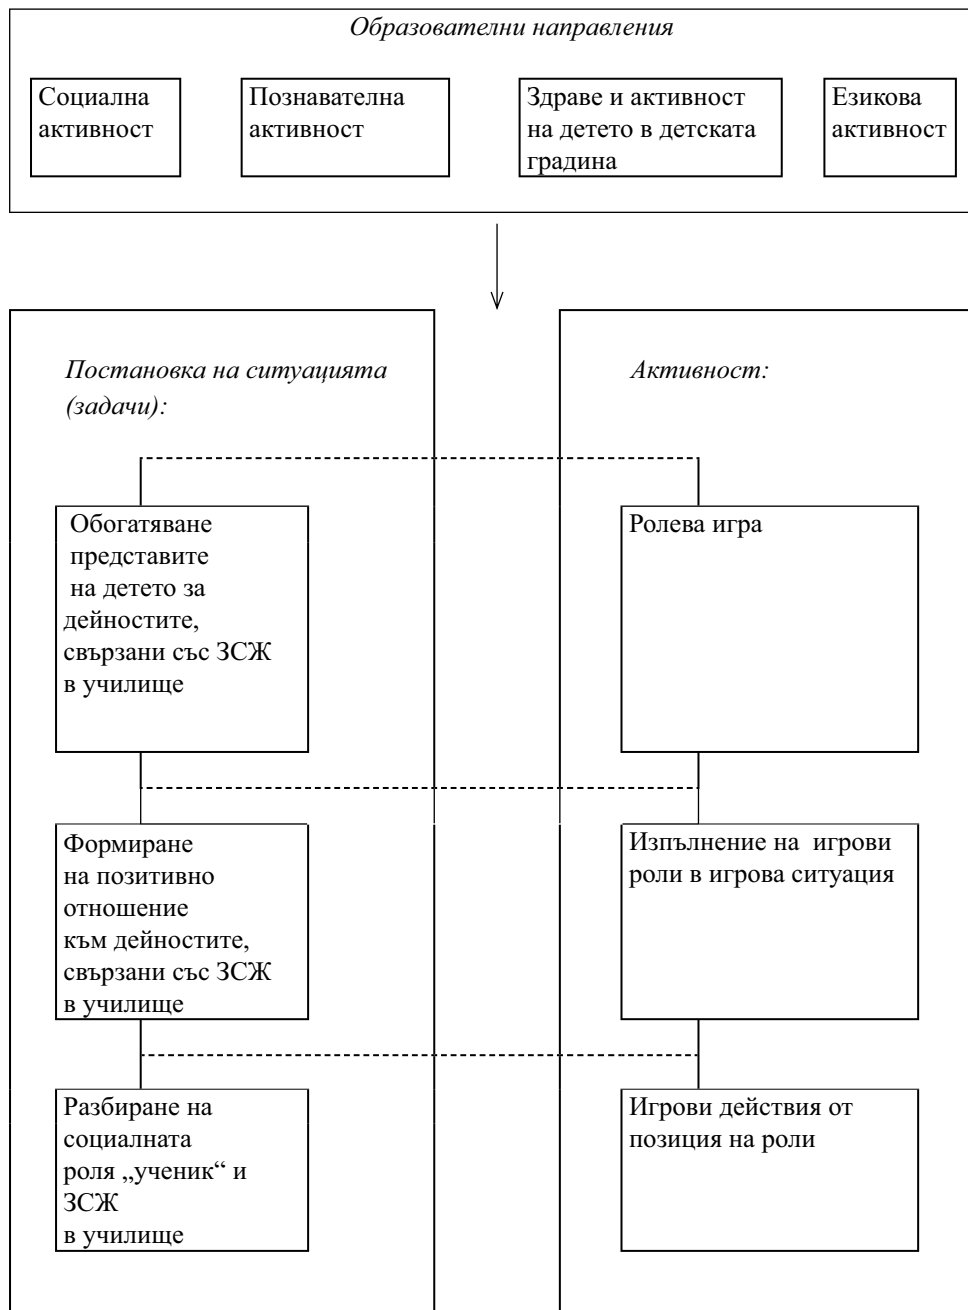 Образователни направления
Социална
активност
Познавателна
активност
Здраве и активност
на детето в детската
градина
Езикова
активност
Постановка на ситуацията
(задачи):
Активност:
Обогатяване
представите
на детето за
дейностите,
свързани със ЗСЖ
в училище
Ролева игра
Формиране
на позитивно
отношение
към дейностите,
свързани със ЗСЖ
в училище
Изпълнение на игрови
роли в игрова ситуация
Разбиране на
социалната
роля „ученик“ и
ЗСЖ
в училище
Игрови действия от
позиция на роли